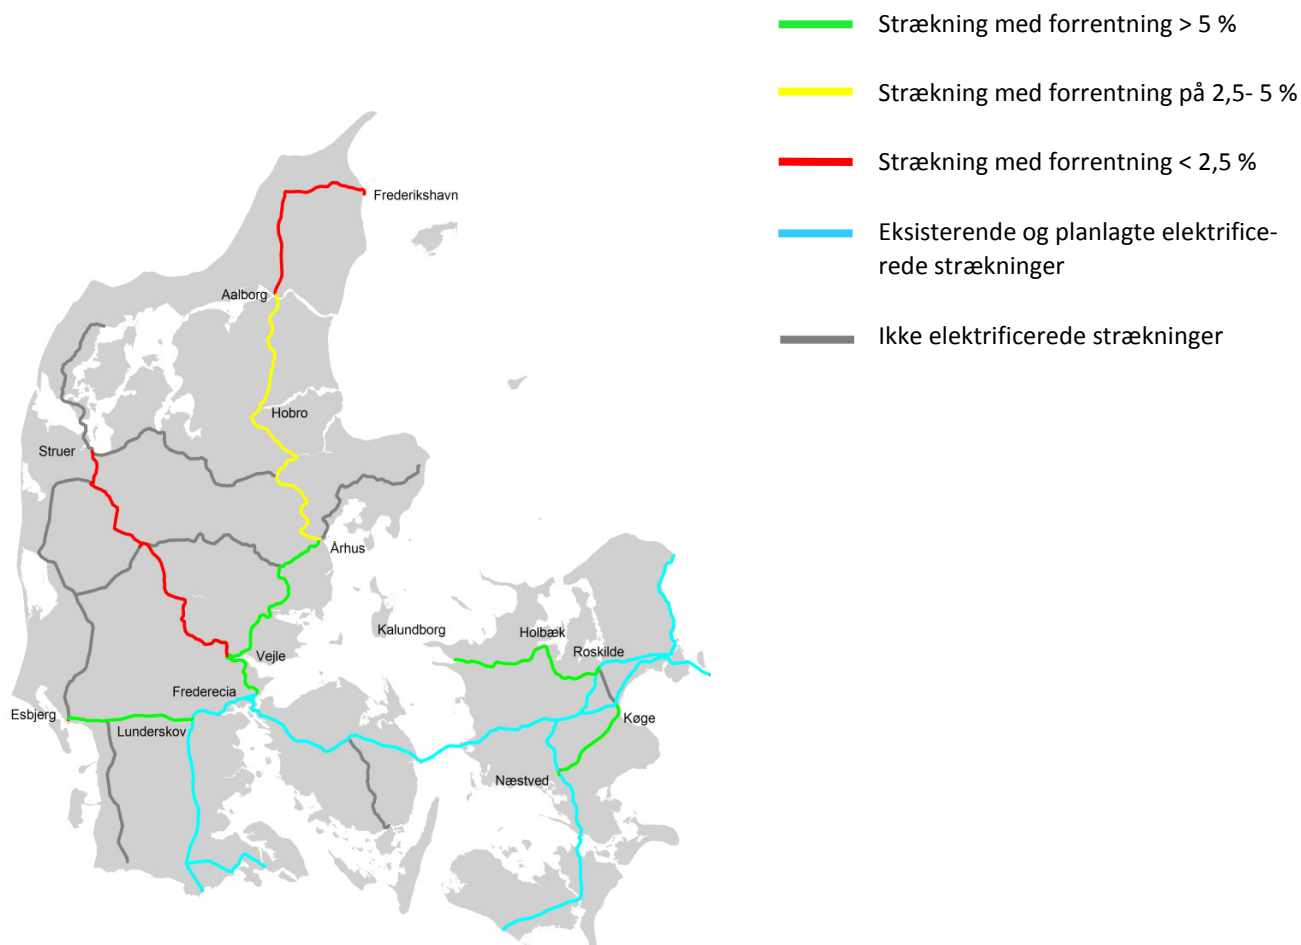 Strækning med forrentning > 5 %
Strækning med forrentning på 2,5- 5 %
Strækning med forrentning < 2,5 %
Eksisterende og planlagte elektrifice-
rede strækninger
Ikke elektrificerede strækninger
Frederikshavn
Aalborg
Hobro
Struer
Århus
Kalundborg
Holbæk
Roskilde
Vejle
Frederecia
Esbjerg
Lunderskov
Køge
Næstved